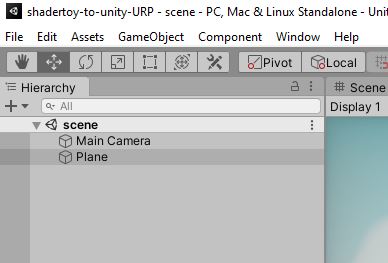 shadertoy-to-unity-URP - scene - PC, Mac & Linux Standalone - Unit
File Edit Assets GameObject Component Window Help
Pivot Local
Hierarchy Scene
All Display 1
scene
Main Camera
Plane